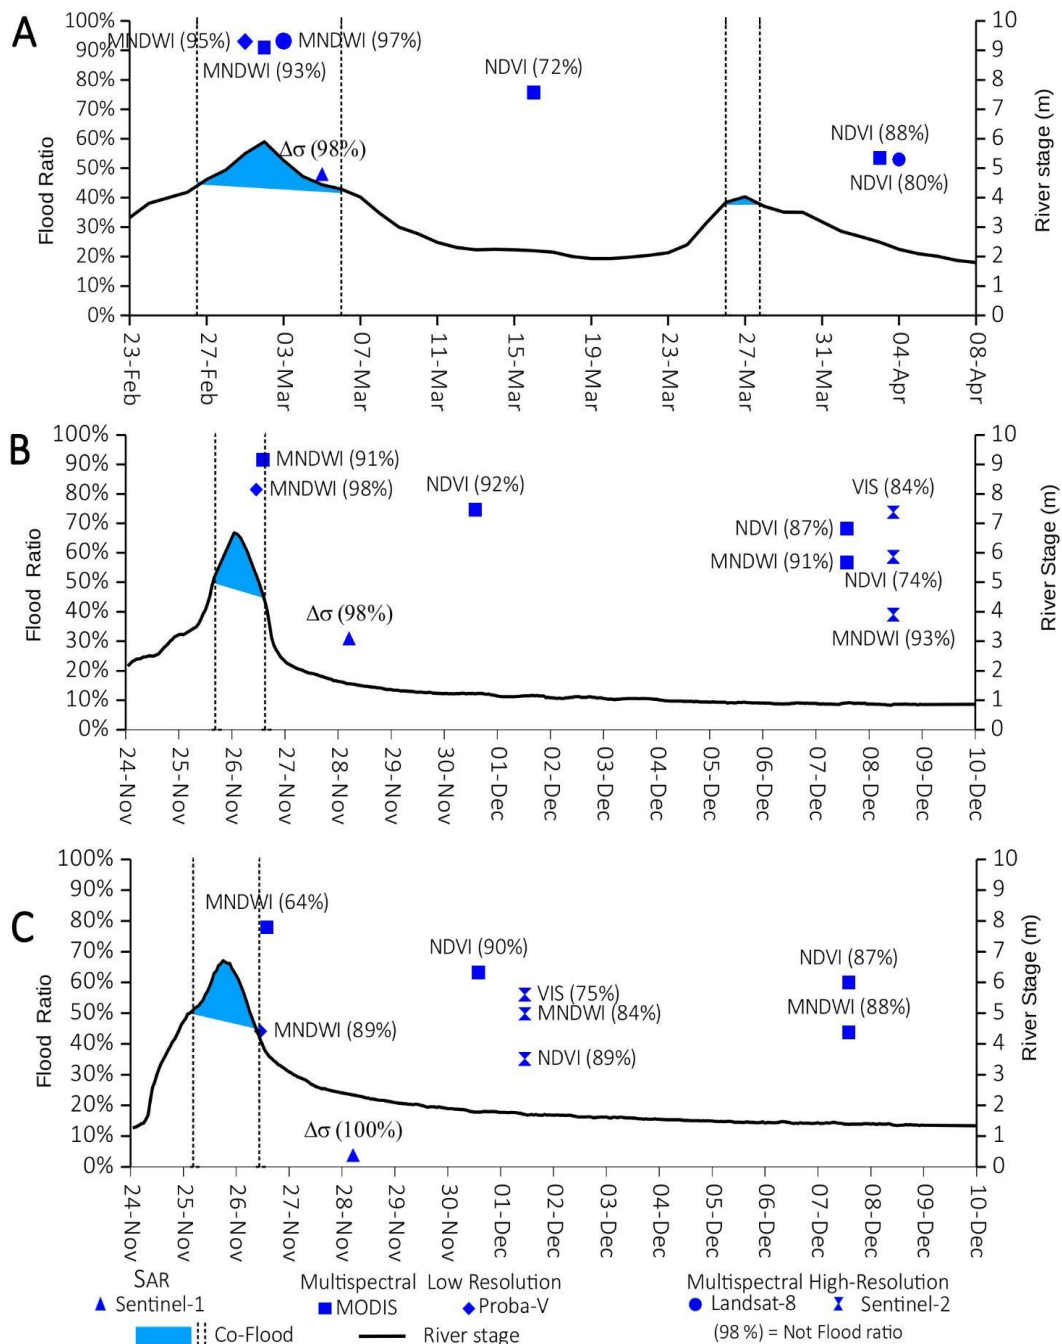 A
100%
90%
80%
70%
60%
50%
40%
30%
20%
10%
0%
Flood Ratio
MNDWI (95%)
MNDWI (97%)
MNDWI (93%)
NDVI (72%)
Δσ (98%)
NDVI (88%)
NDVI (80%)
10
9
8
7
6
5
4
3
2
1
0
River stage (m)
23-Feb
27-Feb
03-Mar
07-Mar
11-Mar
15-Mar
19-Mar
23-Mar
27-Mar
31-Mar
04-Apr
08-Apr
B
100%
90%
80%
70%
60%
50%
40%
30%
20%
10%
0%
Flood Ratio
MNDWI (91%)
MNDWI (98%)
NDVI (92%)
Δσ (98%)
VIS (84%)
NDVI (87%)
MNDWI (91%)
NDVI (74%)
MNDWI (93%)
10
9
8
7
6
5
4
3
2
1
0
River Stage (m)
24-Nov
25-Nov
26-Nov
27-Nov
28-Nov
29-Nov
30-Nov
01-Dec
02-Dec
03-Dec
04-Dec
05-Dec
06-Dec
07-Dec
08-Dec
09-Dec
10-Dec
C
100%
90%
80%
70%
60%
50%
40%
30%
20%
10%
0%
Flood Ratio
MNDWI (64%)
MNDWI (89%)
NDVI (90%)
VIS (75%)
MNDWI (84%)
NDVI (89%)
Δσ (100%)
NDVI (87%)
MNDWI (88%)
10
9
8
7
6
5
4
3
2
1
0
River Stage (m)
24-Nov
25-Nov
26-Nov
27-Nov
28-Nov
29-Nov
30-Nov
01-Dec
02-Dec
03-Dec
04-Dec
05-Dec
06-Dec
07-Dec
08-Dec
09-Dec
10-Dec
SAR
Multispectral Low Resolution
Multispectral High-Resolution
Sentinel-1
MODIS
Proba-V
Landsat-8
Sentinel-2
Co-Flood
River stage
(98 %) = Not Flood ratio